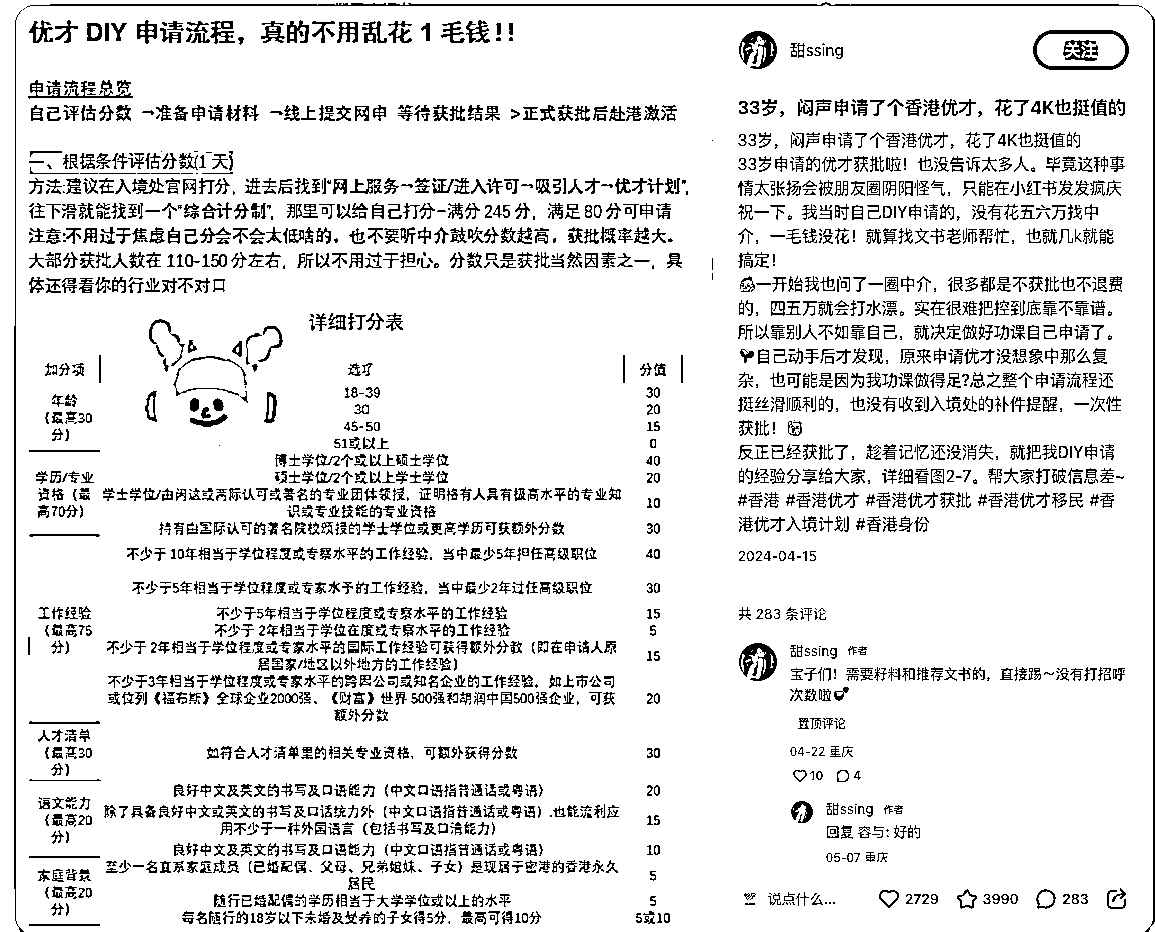 优才 DIY 申请流程，真的不用乱花 1 毛钱！！
申请流程总览
自己评估分数 →准备申请材料 →线上提交网申 等待获批结果 >正式获批后赴港激活
一、根据条件评估分数(1天)
方法:建议在入境处官网打分，进去后找到“网上服务→签证/进入许可→吸引人才→优才计划”，
往下滑就能找到一个“综合计分制”，那里可以给自己打分-满分 245 分，满足 80 分可申请
注意:不用过于焦虑自己分会不会太低啥的，也不要听中介鼓吹分数越高，获批概率越大。
大部分获批人数在 110-150 分左右，所以不用过于担心。分数只是获批当然因素之一，具
体还得看你的行业对不对口
详细打分表
加分项 选项 分值
年龄
（最高30
分）
18-39 30
30 20
45-50 15
51或以上 0
学历/专业
资格（最
高70分）
博士学位/2个或以上硕士学位 40
硕士学位/2个或以上学士学位 20
学士学位/由闲达或两际认可或著名的专业团体颁授，证明持有人具有极高水平的专业知
识或专业技能的专业资格 10
持有由国际认可的著名院校颁授的学士学位或更高学历可获额外分数 30
工作经验
（最高75
分）
不少于 10年相当于学位程度或专家水平的工作经验，当中最少5年担任高级职位 40
不少于5年相当于学位程度或专家水予的工作经验，当中最少2年过任高级职位 30
不少于5年相当于学位程度或专家水平的工作经验 15
不少于 2年相当于学位在度或专家水平的工作经验 5
不少于 2年相当于学位程度或专家水平的国际工作经验可获得额外分数（即在申请人原
居国家/地区以外地方的工作经验） 15
不少于3年相当于学位程度或专家水平的跨国公司或知名企业的工作经验，如上市公司
或位列《福布斯》全球企业2000强、《财富》世界 500强和胡润中国500强企业，可获
额外分数 20
人才清单
（最高30
分）
如符合人才清单里的相关专业资格，可额外获得分数 30
语文能力
（最高20
分）
良好中文及英文的书写及口语能力（中文口语指普通话或粤语） 20
除了具备良好中文或英文的书写及口话统力外（中文口语指普通话或粤语）.也能流利应
用不少于一种外国语言（包括书写及口流能力） 15
良好中文及英文的书写及口语能力（中文口语指普通话或粤语） 10
家庭背景
（最高20
分）
至少一名直系家庭成员（已婚配偶、父母、兄弟姐妹、子女）是现居于密港的香港永久
居民 5
随行已婚配偶的学历相当于大学学位或以上的水平 5
每名随行的18岁以下未婚及受养的子女得5分，最高可得10分 5或10
甜ssing
关注
33岁，闷声申请了个香港优才，花了4K也挺值的
33岁，闷声申请了个香港优才，花了4K也挺值的
33岁申请的优才获批啦！也没告诉太多人。毕竟这种事
情太张扬会被朋友圈阴阳怪气，只能在小红书发发疯庆
祝一下。我当时自己DIY申请的，没有花五六万找中
介，一毛钱没花！就算找文书老师帮忙，也就几k就能
搞定！
一开始我也问了一圈中介，很多都是不获批也不退费
的，四五万就会打水漂。实在很难把控到底靠不靠谱。
所以靠别人不如靠自己，就决定做好功课自己申请了。
自己动手后才发现，原来申请优才没想象中那么复
杂，也可能是因为我功课做得足?总之整个申请流程还
挺丝滑顺利的，也没有收到入境处的补件提醒，一次性
获批！
反正已经获批了，趁着记忆还没消失，就把我DIY申请
的经验分享给大家，详细看图2-7。帮大家打破信息差~
#香港 #香港优才 #香港优才获批 #香港优才移民 #香
港优才入境计划 #香港身份
2024-04-15
共 283 条评论
甜ssing 作者
宝子们！需要籽料和推荐文书的，直接踢～没有打招呼
次数啦
置顶评论
04-22 重庆
10 4
甜ssing 作者
回复 容与: 好的
05-07 重庆
说点什么... 2729 3990 283